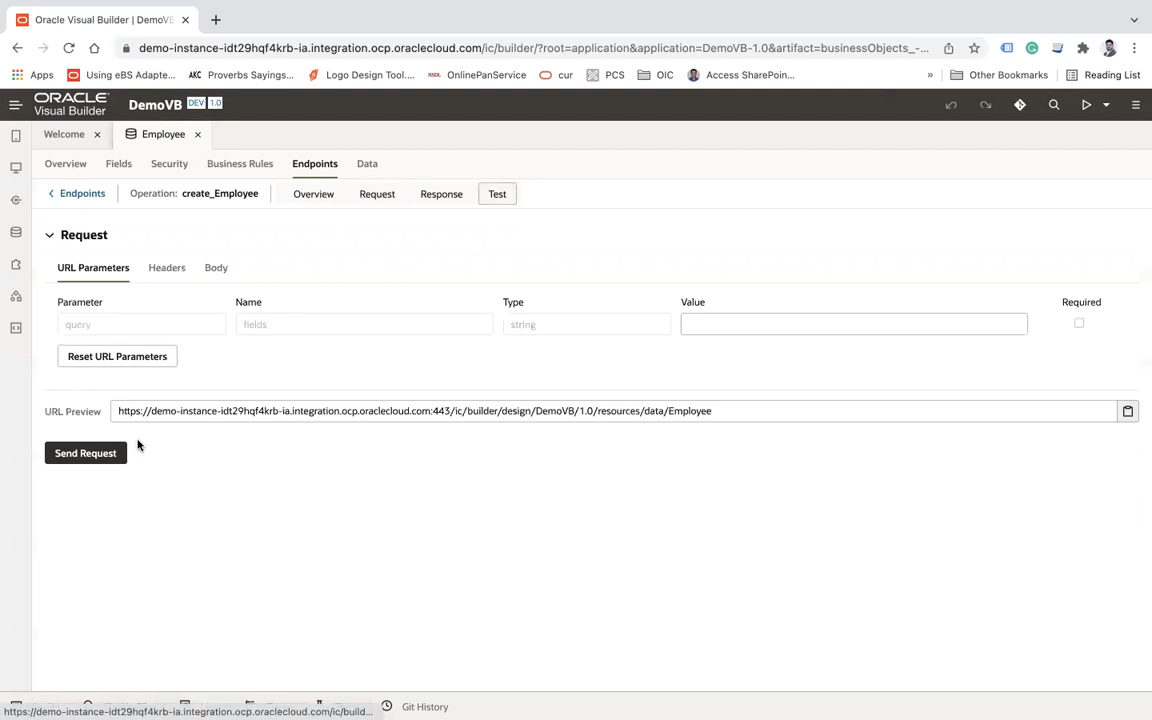 Oracle Visual Builder | DemoVB
demo-instance-idt29hqf4krb-ia.integration.ocp.oraclecloud.com/ic/builder/?root=application&application=DemoVB-1.0&artifact=businessObjects_-...
Apps Using eBS Adapte... AKC Proverbs Sayings... Logo Design Tool.... OnlinePanService cur PCS OIC Access SharePoin... » Other Bookmarks Reading List
ORACLE
Visual Builder DemoVB DEV 1.0
Welcome Employee
Overview Fields Security Business Rules Endpoints Data
Endpoints Operation: create_Employee Overview Request Response Test
Request
URL Parameters Headers Body
Parameter Name Type Value Required
query fields string
Reset URL Parameters
URL Preview https://demo-instance-idt29hqf4krb-ia.integration.ocp.oraclecloud.com:443/ic/builder/design/DemoVB/1.0/resources/data/Employee
Send Request
Git History
https://demo-instance-idt29hqf4krb-ia.integration.ocp.oraclecloud.com/ic/build...